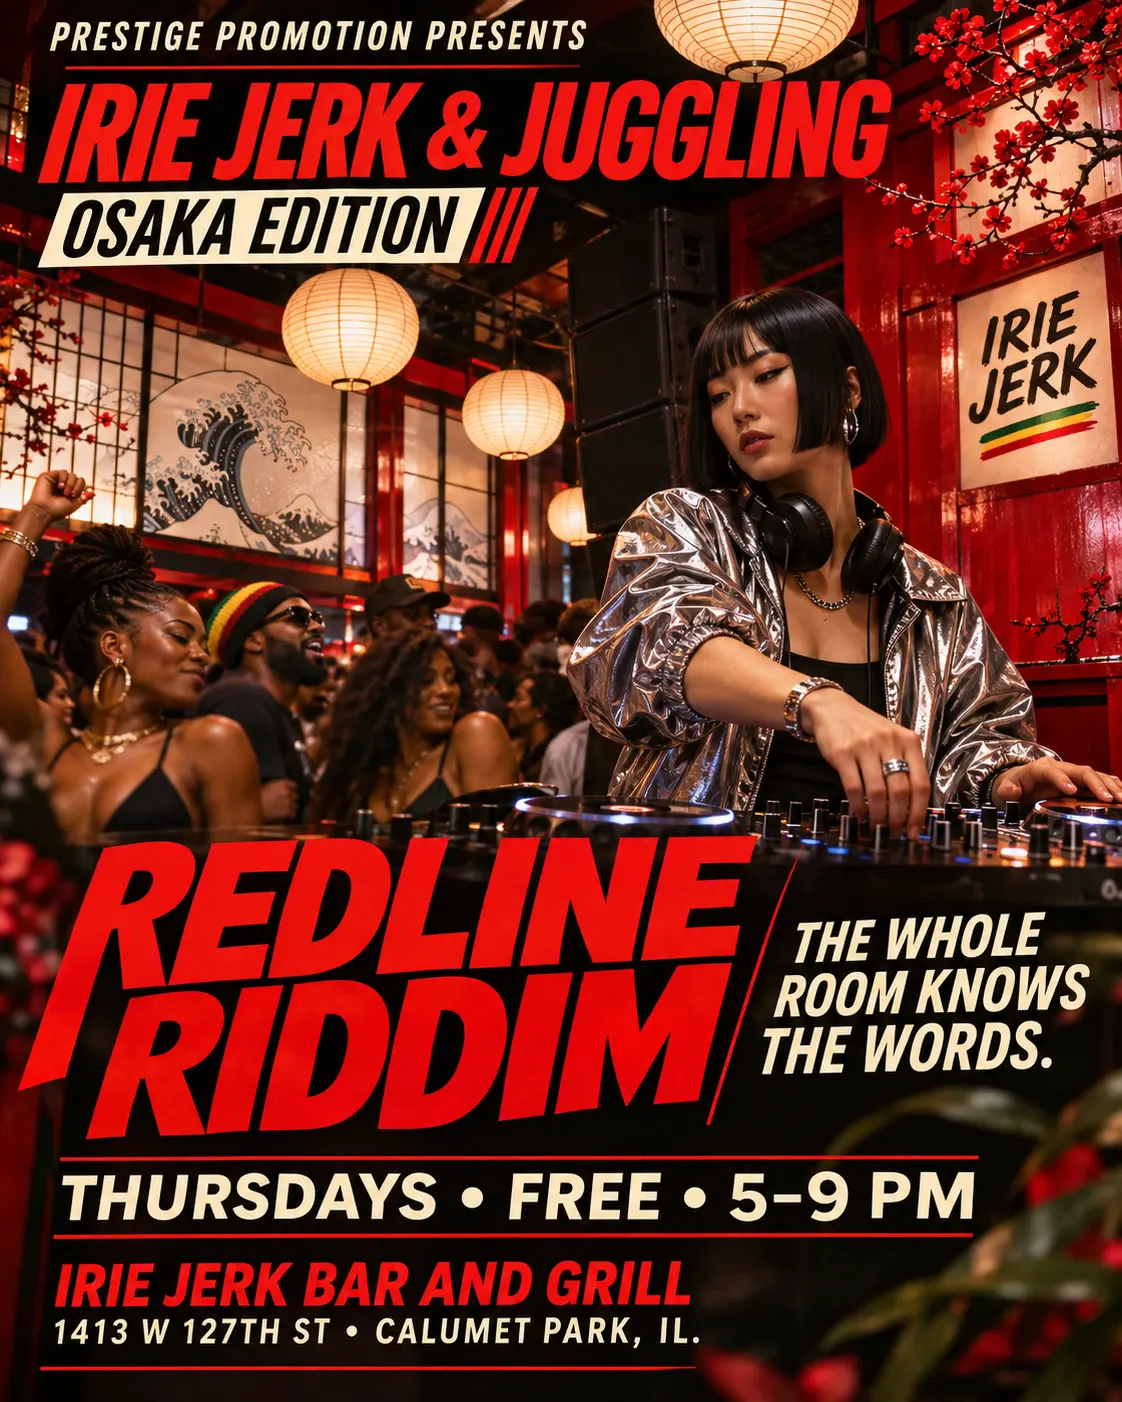 PRESTIGE PROMOTION PRESENTS
IRIE JERK & JUGGLING
OSAKA EDITION
IRIE
JERK
REDLINE
RIDDIM
THE WHOLE
ROOM KNOWS
THE WORDS.
THURSDAYS • FREE • 5–9 PM
IRIE JERK BAR AND GRILL
1413 W 127TH ST • CALUMET PARK, IL.